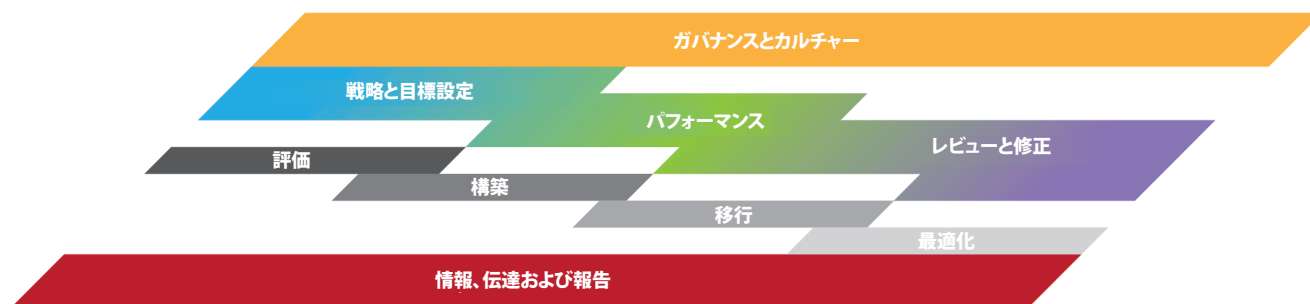 ガバナンスとカルチャー
戦略と目標設定
パフォーマンス
レビューと修正
評価
構築
移行
最適化
情報、伝達および報告